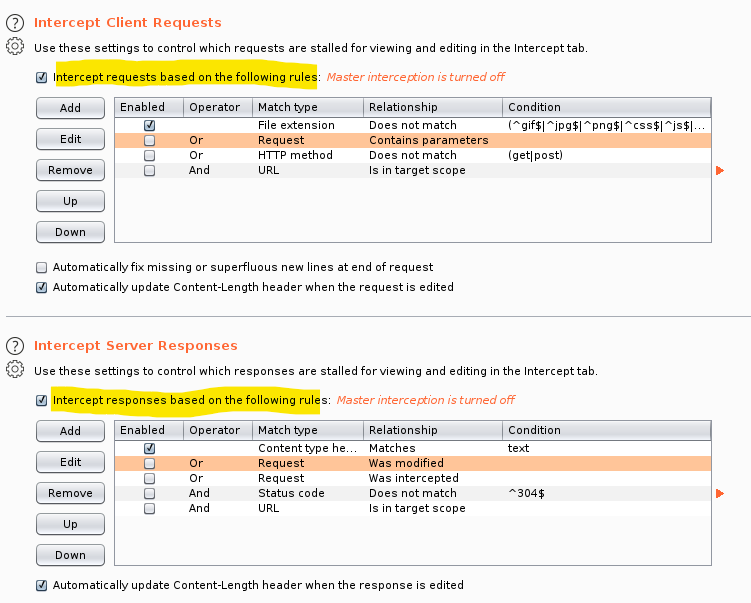 Intercept Client Requests
Use these settings to control which requests are stalled for viewing and editing in the Intercept tab.
Intercept requests based on the following rules: Master interception is turned off
Add
Enabled Operator Match type Relationship Condition
File extension Does not match (^gif$|^jpg$|^png$|^css$|^js$|...
Edit
Or Request Contains parameters
Or HTTP method Does not match (get|post)
Remove
And URL Is in target scope
Up
Down
Automatically fix missing or superfluous new lines at end of request
Automatically update Content-Length header when the request is edited
Intercept Server Responses
Use these settings to control which responses are stalled for viewing and editing in the Intercept tab.
Intercept responses based on the following rules: Master interception is turned off
Add
Enabled Operator Match type Relationship Condition
Content type he... Matches text
Edit
Or Request Was modified
Or Request Was intercepted
Remove
And Status code Does not match ^304$
And URL Is in target scope
Up
Down
Automatically update Content-Length header when the response is edited